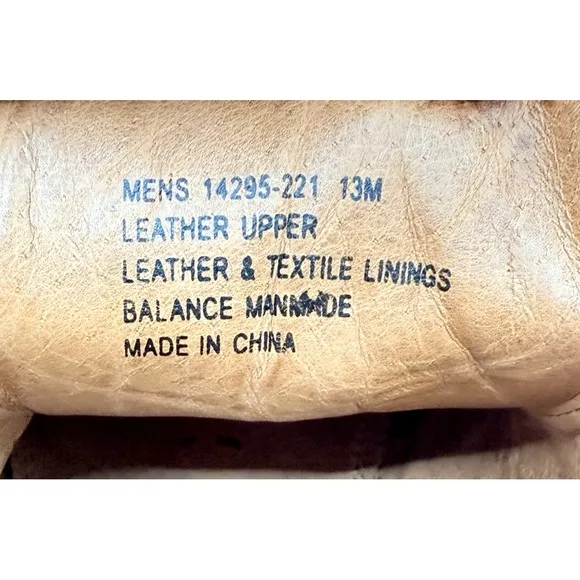 MENS 14295-221 13M
LEATHER UPPER
LEATHER & TEXTILE LININGS
BALANCE MANMADE
MADE IN CHINA